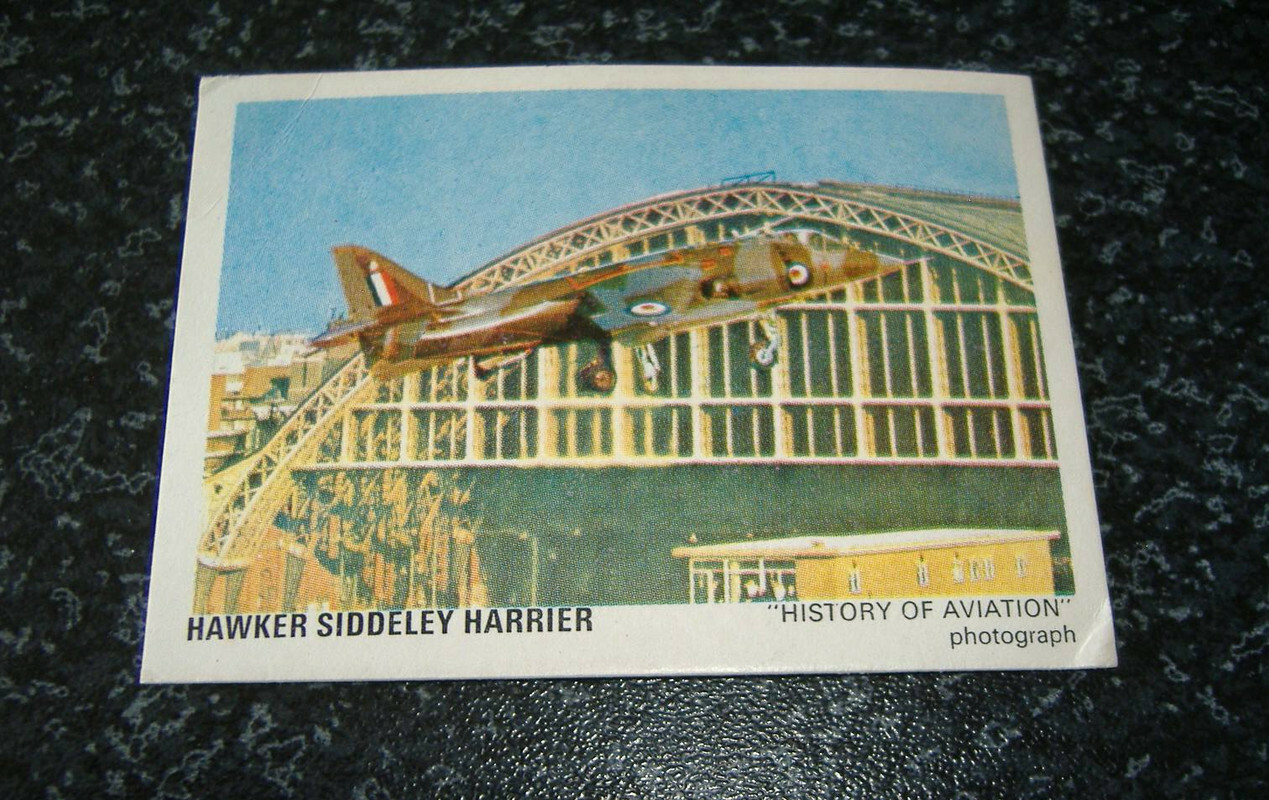 HAWKER SIDDELEY HARRIER
"HISTORY OF AVIATION"
photograph